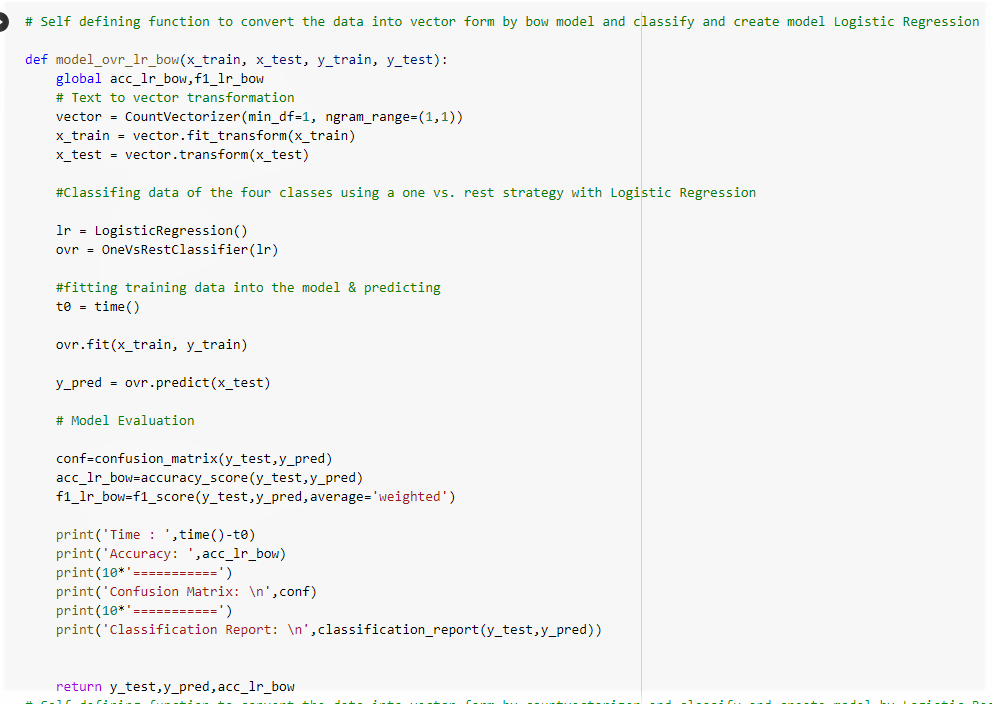 # Self defining function to convert the data into vector form by bow model and classify and create model Logistic Regression
def model_ovr_lr_bow(x_train, x_test, y_train, y_test):
    global acc_lr_bow,f1_lr_bow
    # Text to vector transformation
    vector = CountVectorizer(min_df=1, ngram_range=(1,1))
    x_train = vector.fit_transform(x_train)
    x_test = vector.transform(x_test)
    #Classifing data of the four classes using a one vs. rest strategy with Logistic Regression
    lr = LogisticRegression()
    ovr = OneVsRestClassifier(lr)
    #fitting training data into the model & predicting
    t0 = time()
    ovr.fit(x_train, y_train)
    y_pred = ovr.predict(x_test)
    # Model Evaluation
    conf=confusion_matrix(y_test,y_pred)
    acc_lr_bow=accuracy_score(y_test,y_pred)
    f1_lr_bow=f1_score(y_test,y_pred,average='weighted')
    print('Time : ',time()-t0)
    print('Accuracy: ',acc_lr_bow)
    print(10*'===========')
    print('Confusion Matrix: \n',conf)
    print(10*'===========')
    print('Classification Report: \n',classification_report(y_test,y_pred))
    return y_test,y_pred,acc_lr_bow